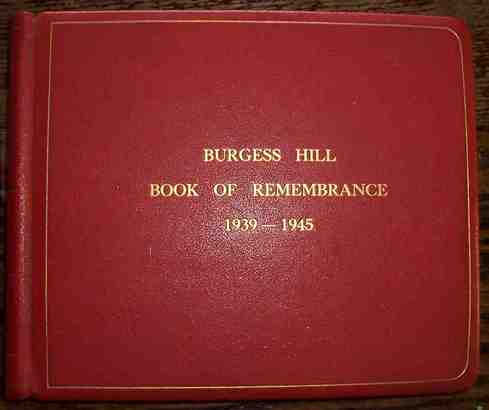 BURGESS HILL
BOOK OF REMEMBRANCE
1939 — 1945